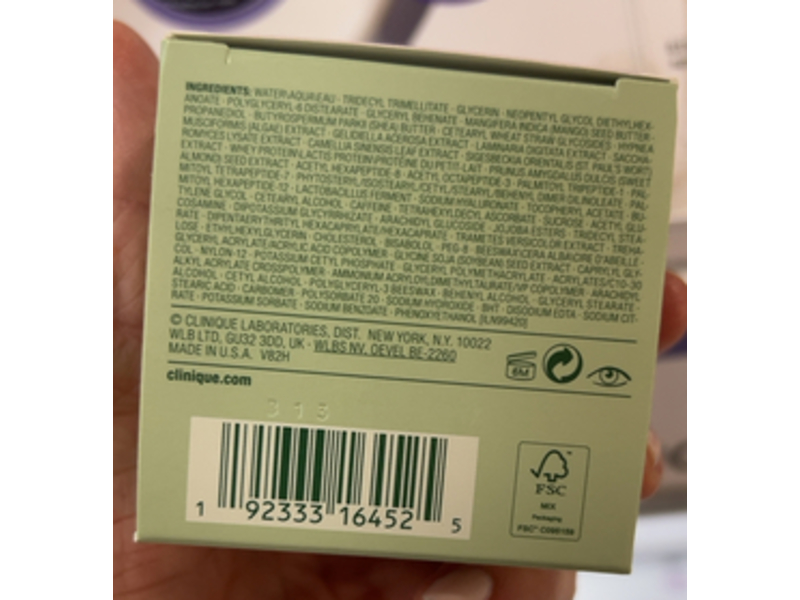 INGREDIENTS: WATER\AQUA\EAU · TRIDECYL TRIMELLITATE · GLYCERIN · NEOPENTYL GLYCOL DIETHYLHEX-
ANOATE · POLYGLYCERYL-6 DISTEARATE · GLYCERYL BEHENATE · MANGIFERA INDICA (MANGO) SEED BUTTER ·
PROPANEDIOL · BUTYROSPERMUM PARKII (SHEA) BUTTER · CETEARYL WHEAT STRAW GLYCOSIDES · HYPNEA
MUSCIFORMIS (ALGAE) EXTRACT · GELIDIELLA ACEROSA EXTRACT · LAMINARIA DIGITATA EXTRACT · SACCHA-
ROMYCES LYSATE EXTRACT · CAMELLIA SINENSIS LEAF EXTRACT · SIGESBECKIA ORIENTALIS (ST. PAUL'S WORT)
EXTRACT · WHEY PROTEIN\LACTIS PROTEIN\PROTÉINE DU PETIT-LAIT · PRUNUS AMYGDALUS DULCIS (SWEET
ALMOND) SEED EXTRACT · ACETYL HEXAPEPTIDE-8 · ACETYL OCTAPEPTIDE-3 · PALMITOYL TRIPEPTIDE-1 · PAL-
MITOYL TETRAPEPTIDE-7 · PHYTOSTERYL/ISOSTEARYL/CETYL/STEARYL/BEHENYL DIMER DILINOLEATE · PAL-
MITOYL HEXAPEPTIDE-12 · LACTOBACILLUS FERMENT · SODIUM HYALURONATE · TOCOPHERYL ACETATE · BU-
TYLENE GLYCOL · CETEARYL ALCOHOL · CAFFEINE · TETRAHEXYLDECYL ASCORBATE · SUCROSE · ACETYL GLU-
COSAMINE · DIPOTASSIUM GLYCYRRHIZATE · ARACHIDYL GLUCOSIDE · JOJOBA ESTERS · TRIDECYL STEA-
RATE · DIPENTAERYTHRITYL HEXACAPRYLATE/HEXACAPRATE · TRAMETES VERSICOLOR EXTRACT · TREHA-
LOSE · ETHYLHEXYLGLYCERIN · CHOLESTEROL · BISABOLOL · PEG-8 BEESWAX\CERA ALBA\CIRE D'ABEILLE ·
GLYCERYL ACRYLATE/ACRYLIC ACID COPOLYMER · GLYCINE SOJA (SOYBEAN) SEED EXTRACT · CAPRYLYL GLY-
COL · NYLON-12 · POTASSIUM CETYL PHOSPHATE · GLYCERYL POLYMETHACRYLATE · ACRYLATES/C10-30
ALKYL ACRYLATE CROSSPOLYMER · AMMONIUM ACRYLOYLDIMETHYLTAURATE/VP COPOLYMER · ARACHIDYL
ALCOHOL · CETYL ALCOHOL · POLYGLYCERYL-3 BEESWAX · BEHENYL ALCOHOL · GLYCERYL STEARATE ·
STEARIC ACID · CARBOMER · POLYSORBATE 20 · SODIUM HYDROXIDE · BHT · DISODIUM EDTA · SODIUM CIT-
RATE · POTASSIUM SORBATE · SODIUM BENZOATE · PHENOXYETHANOL [ILN99420]
© CLINIQUE LABORATORIES, DIST. NEW YORK, N.Y. 10022
WLB LTD, GU32 3DD, UK · WLBS NV, OEVEL BE-2260
MADE IN U.S.A. V82H
6M
clinique.com
313
1 92333 16452 5
FSC™
MIX
Packaging